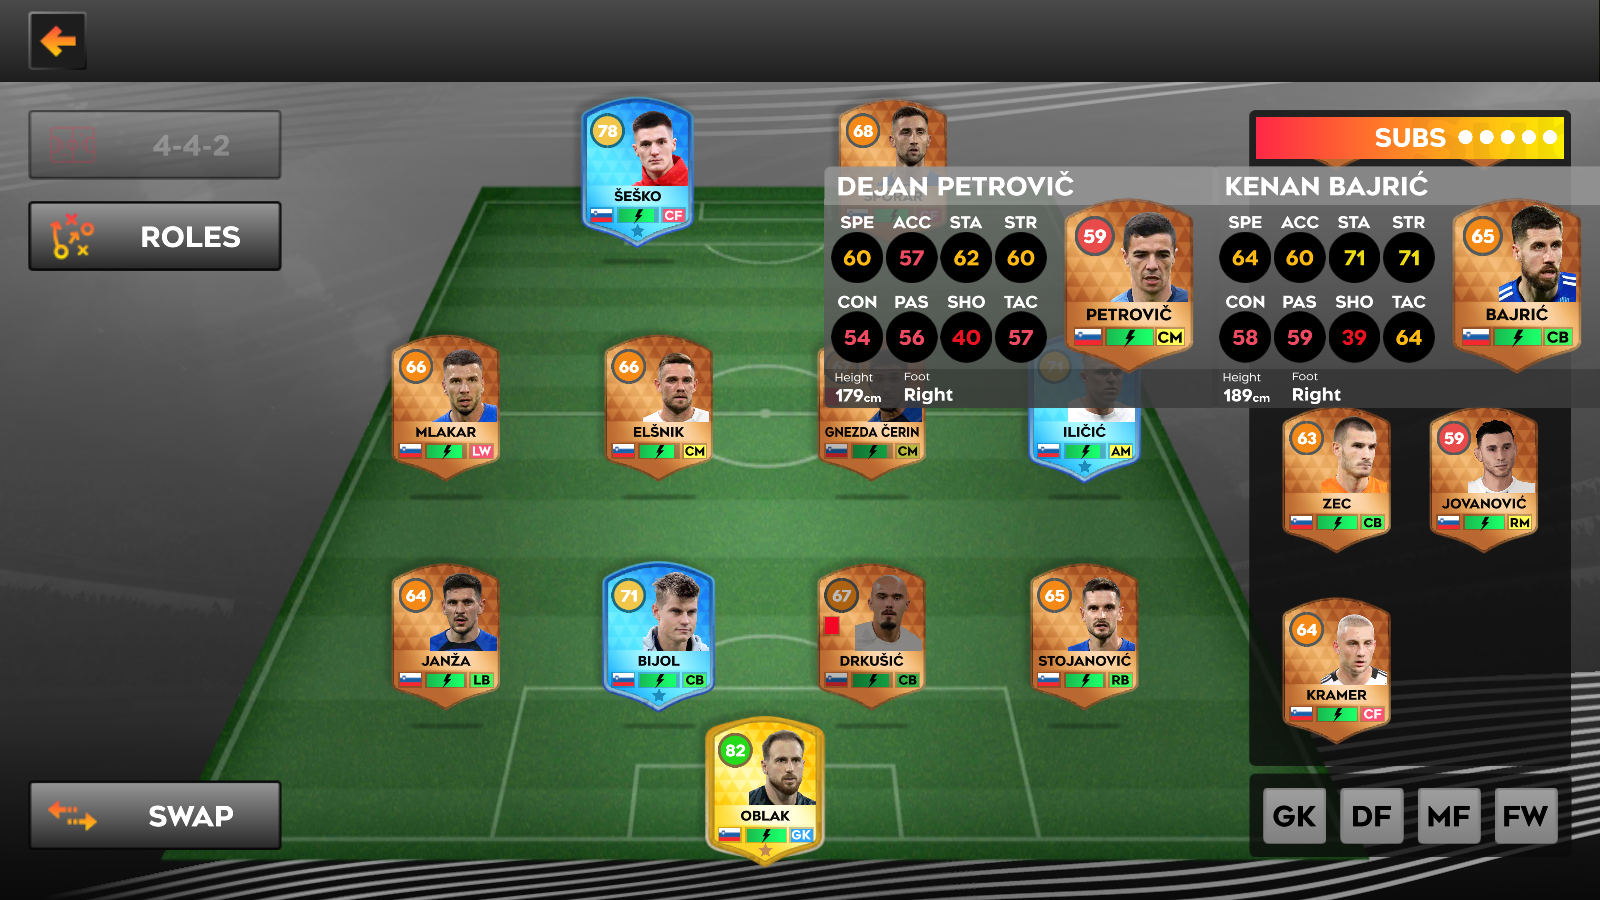 4-4-2
ROLES
SWAP
78
ŠEŠKO
CF
68
SUBS
DEJAN PETROVIČ
SPE ACC STA STR
60 57 62 60
CON PAS SHO TAC
54 56 40 57
Height Foot
179cm Right
59
PETROVIČ
CM
KENAN BAJRIĆ
SPE ACC STA STR
64 60 71 71
CON PAS SHO TAC
58 59 39 64
Height Foot
189cm Right
65
BAJRIĆ
CB
66
MLAKAR
LW
66
ELŠNIK
CM
GNEZDA ČERIN
CM
71
ILIČIĆ
AM
63
ZEC
CB
59
JOVANOVIĆ
RM
64
JANŽA
LB
71
BIJOL
CB
67
DRKUŠIĆ
CB
65
STOJANOVIĆ
RB
64
KRAMER
CF
82
OBLAK
GK
GK DF MF FW